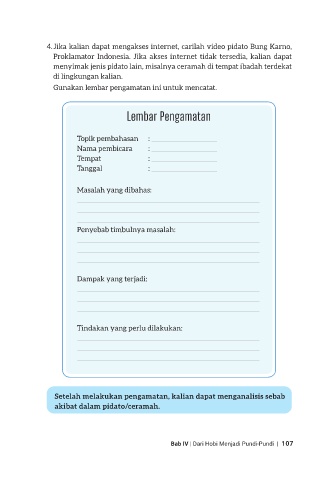 4. Jika kalian dapat mengakses internet, carilah video pidato Bung Karno,
Proklamator Indonesia. Jika akses internet tidak tersedia, kalian dapat
menyimak jenis pidato lain, misalnya ceramah di tempat ibadah terdekat
di lingkungan kalian.
Gunakan lembar pengamatan ini untuk mencatat.
Lembar Pengamatan
Topik pembahasan :
Nama pembicara :
Tempat :
Tanggal :
Masalah yang dibahas:
Penyebab timbulnya masalah:
Dampak yang terjadi:
Tindakan yang perlu dilakukan:
Setelah melakukan pengamatan, kalian dapat menganalisis sebab
akibat dalam pidato/ceramah.
Bab IV | Dari Hobi Menjadi Pundi-Pundi | 107